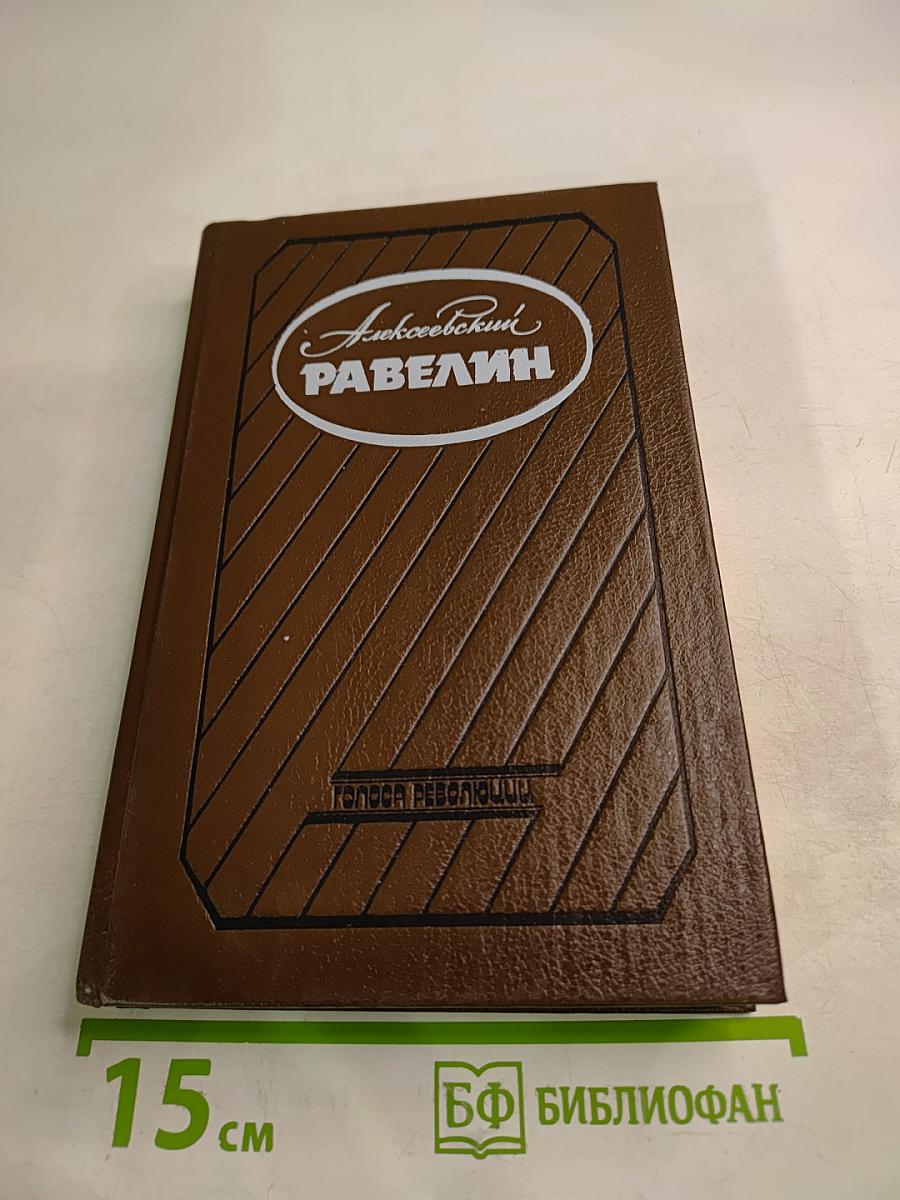 Алексеевский
РАВЕЛИН
ГОЛОСА РЕВОЛЮЦИИ
15 см
БФ БИБЛИОФАН